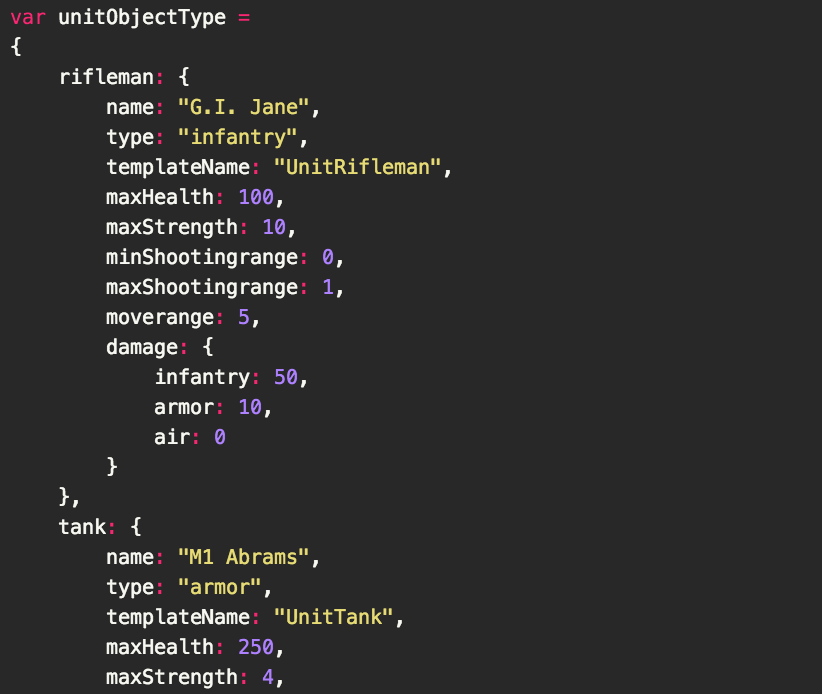 var unitObjectType =
{
    rifleman: {
        name: "G.I. Jane",
        type: "infantry",
        templateName: "UnitRifleman",
        maxHealth: 100,
        maxStrength: 10,
        minShootingrange: 0,
        maxShootingrange: 1,
        moverange: 5,
        damage: {
            infantry: 50,
            armor: 10,
            air: 0
        }
    },
    tank: {
        name: "M1 Abrams",
        type: "armor",
        templateName: "UnitTank",
        maxHealth: 250,
        maxStrength: 4,